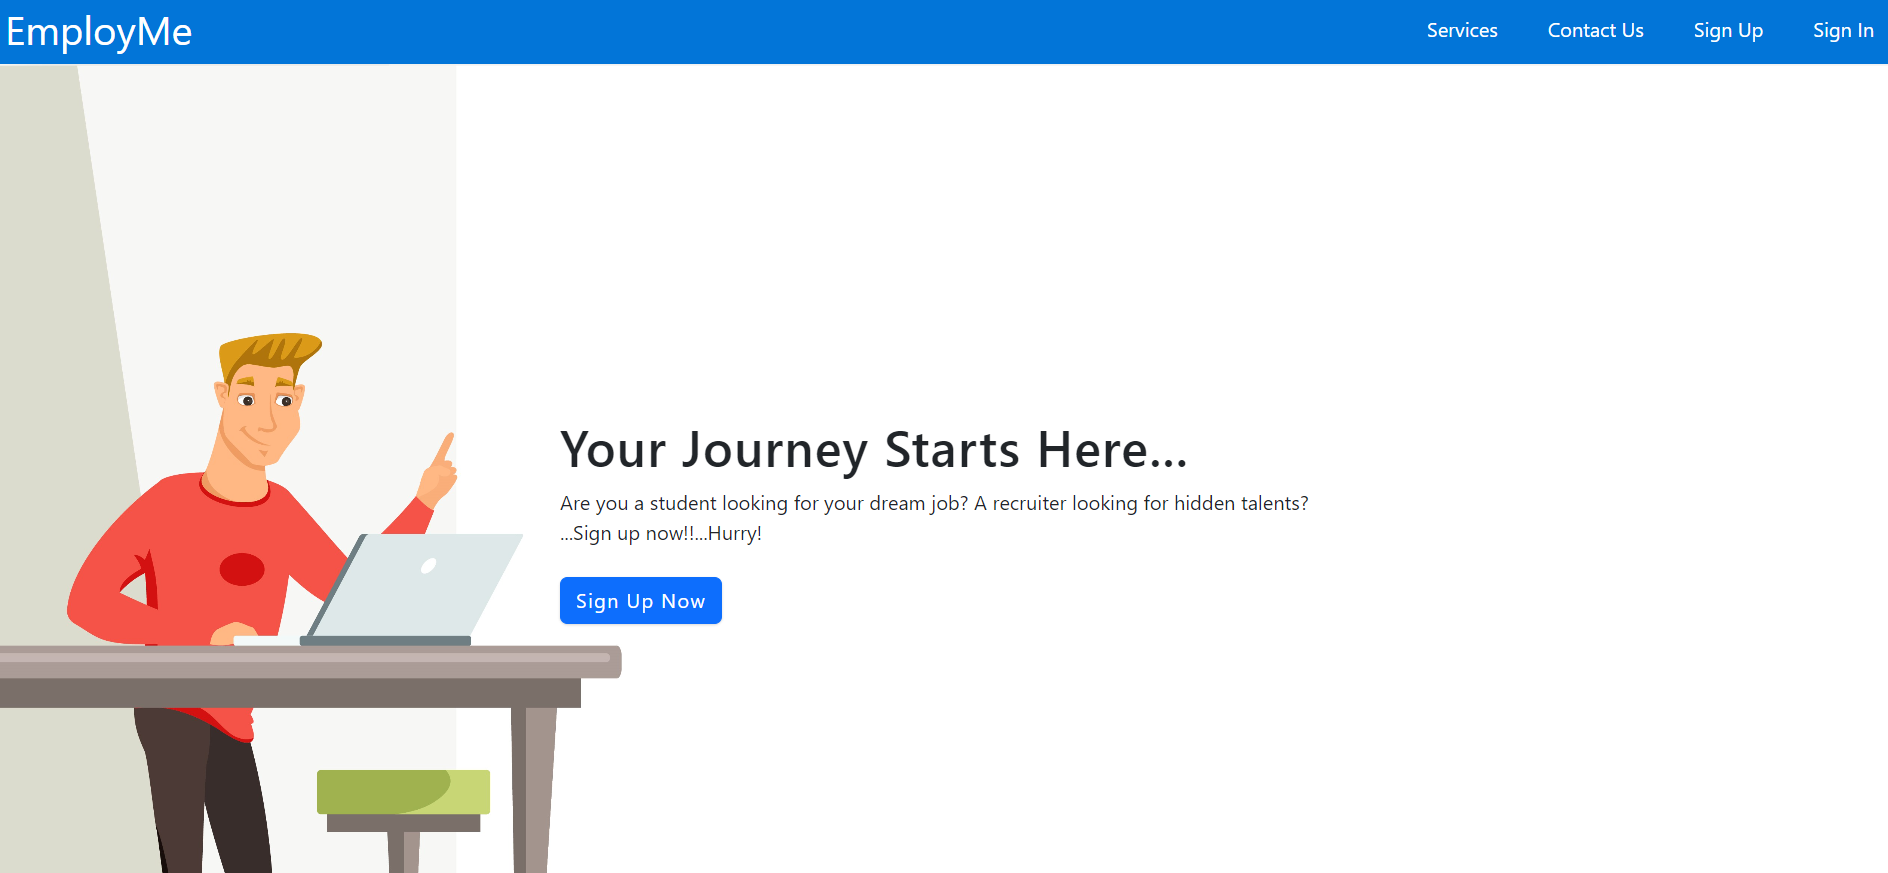 EmployMe
Services
Contact Us
Sign Up
Sign In
Your Journey Starts Here...
Are you a student looking for your dream job? A recruiter looking for hidden talents?
...Sign up now!!...Hurry!
Sign Up Now